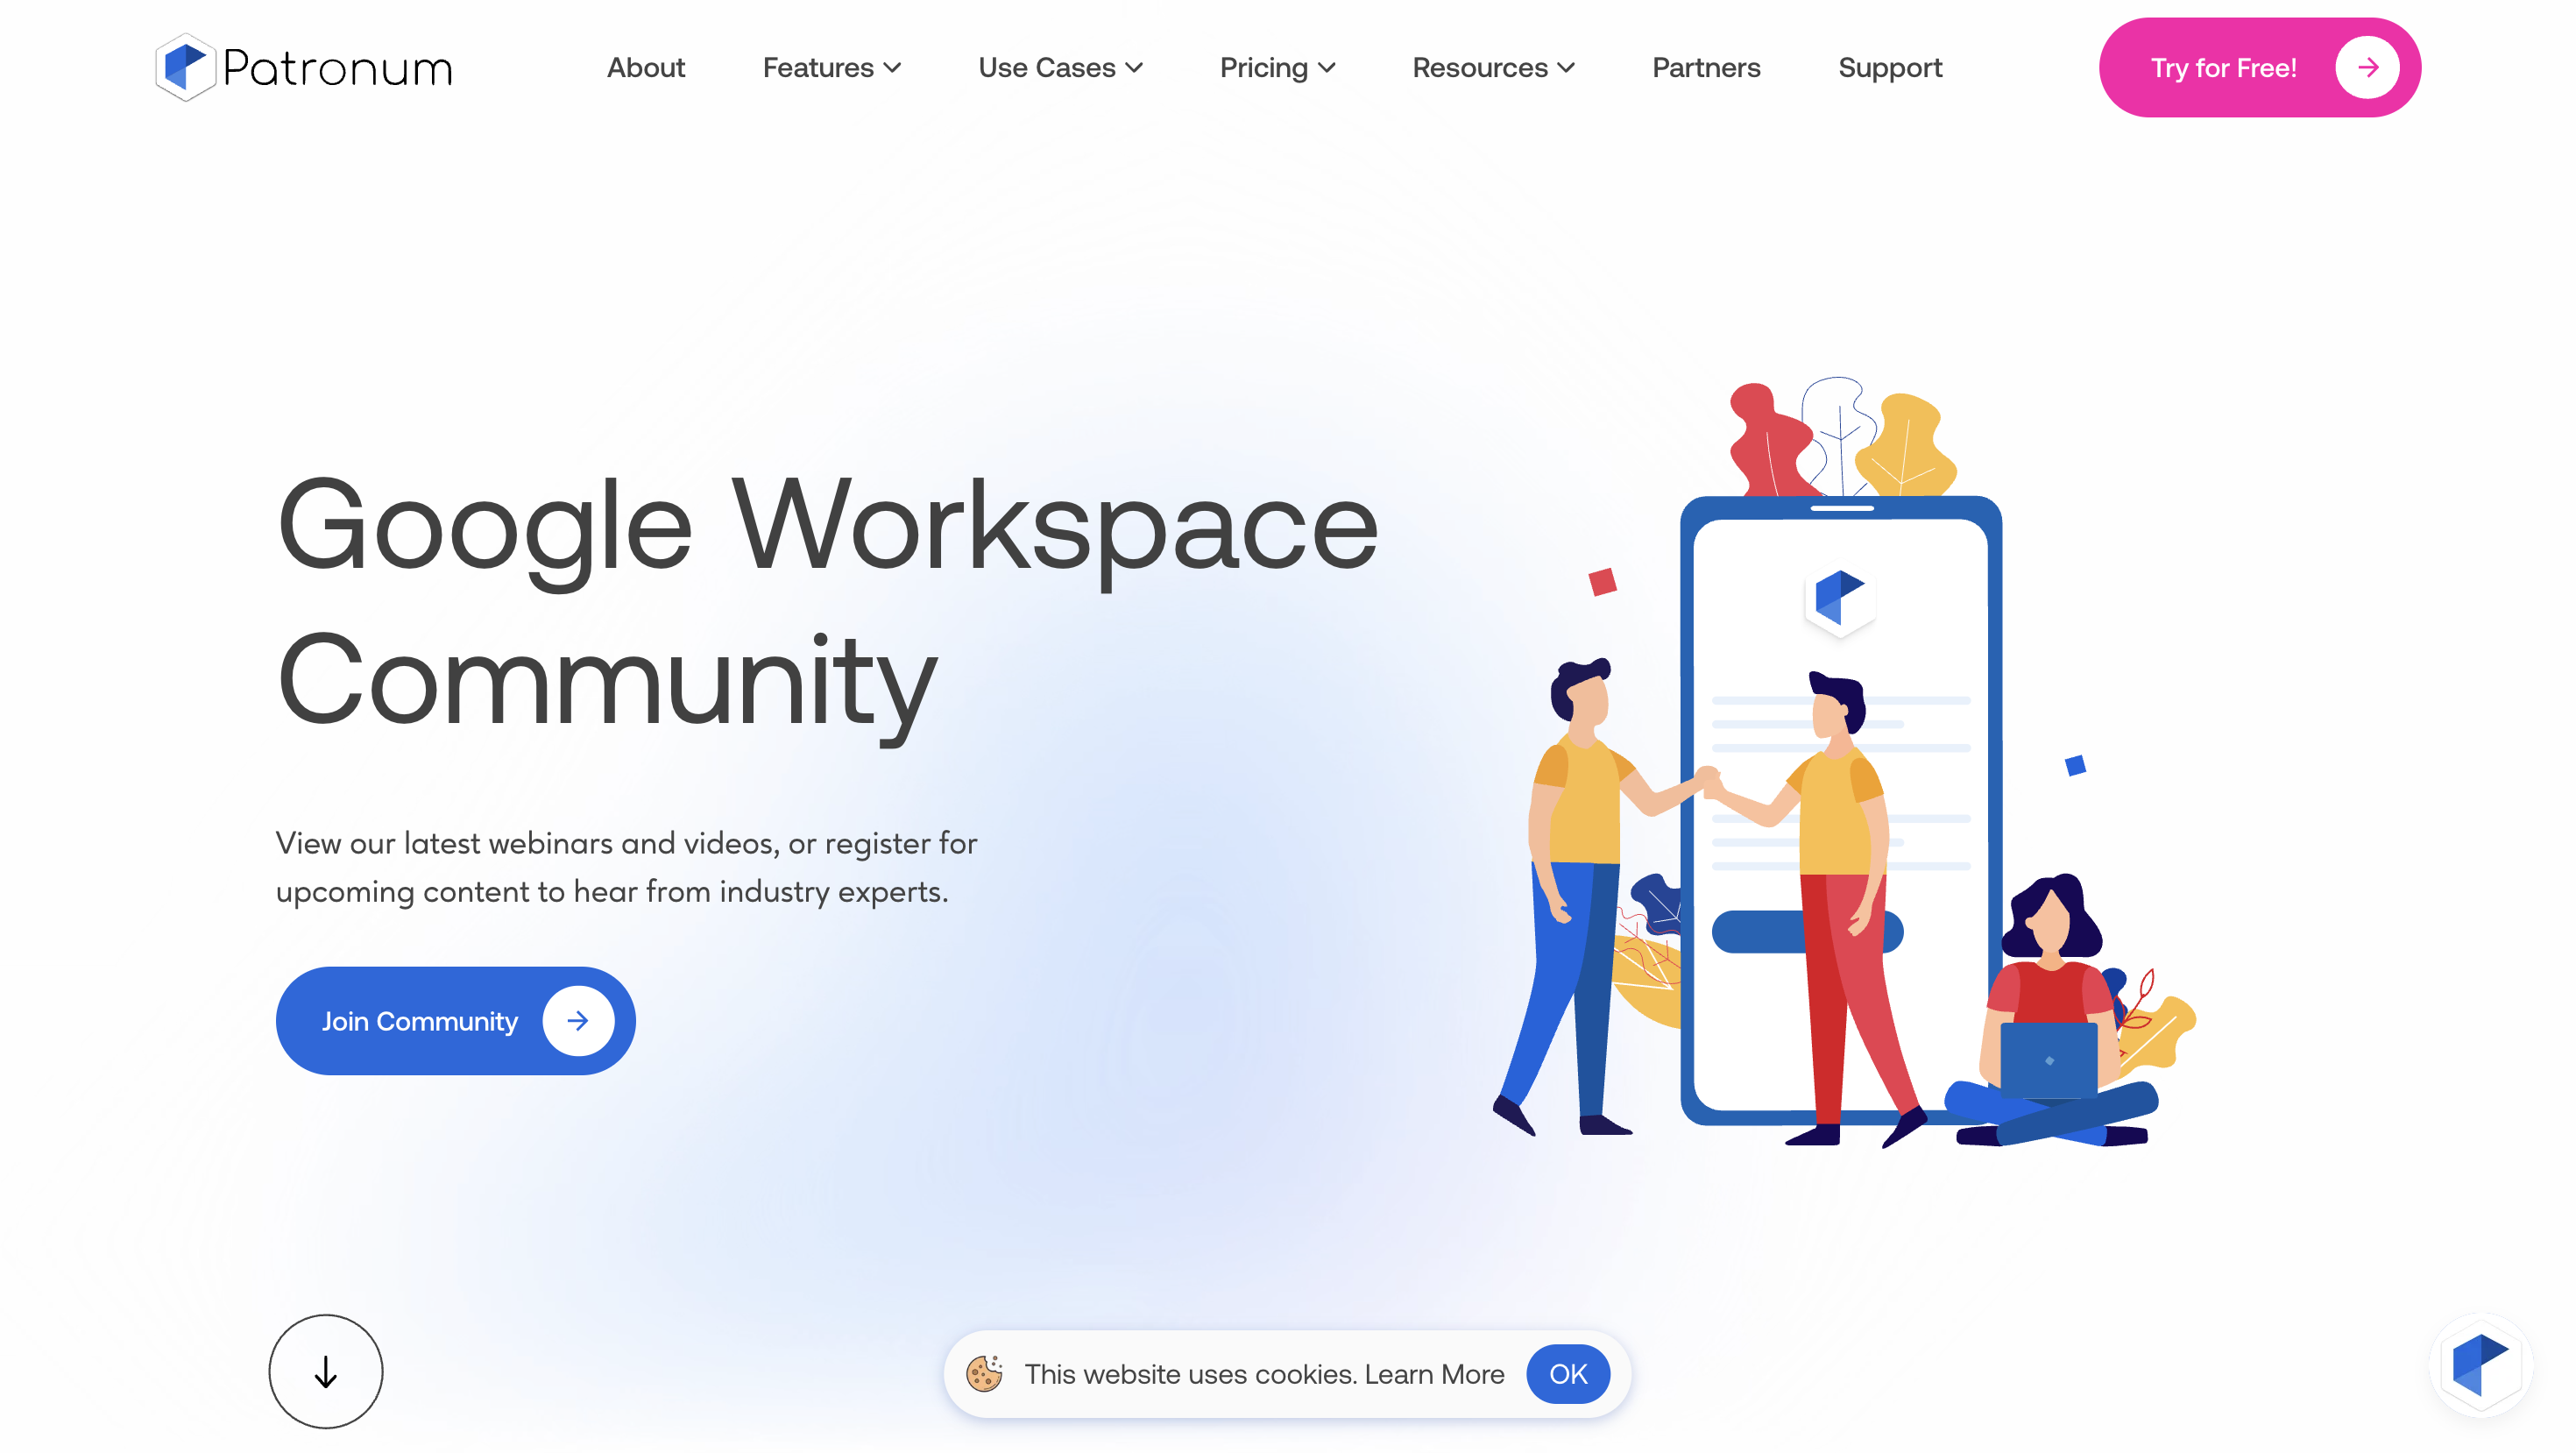 Patronum
About
Features
Use Cases
Pricing
Resources
Partners
Support
Try for Free!
Google Workspace
Community
View our latest webinars and videos, or register for
upcoming content to hear from industry experts.
Join Community
This website uses cookies. Learn More
OK